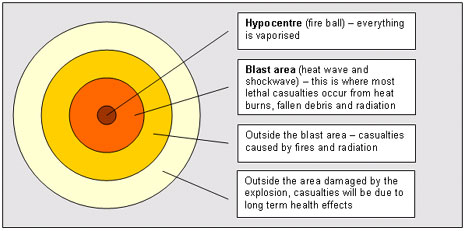 Hypocentre (fire ball) – everything
is vaporised
Blast area (heat wave and
shockwave) – this is where most
lethal casualties occur from heat
burns, fallen debris and radiation
Outside the blast area – casualties
caused by fires and radiation
Outside the area damaged by the
explosion, casualties will be due to
long term health effects